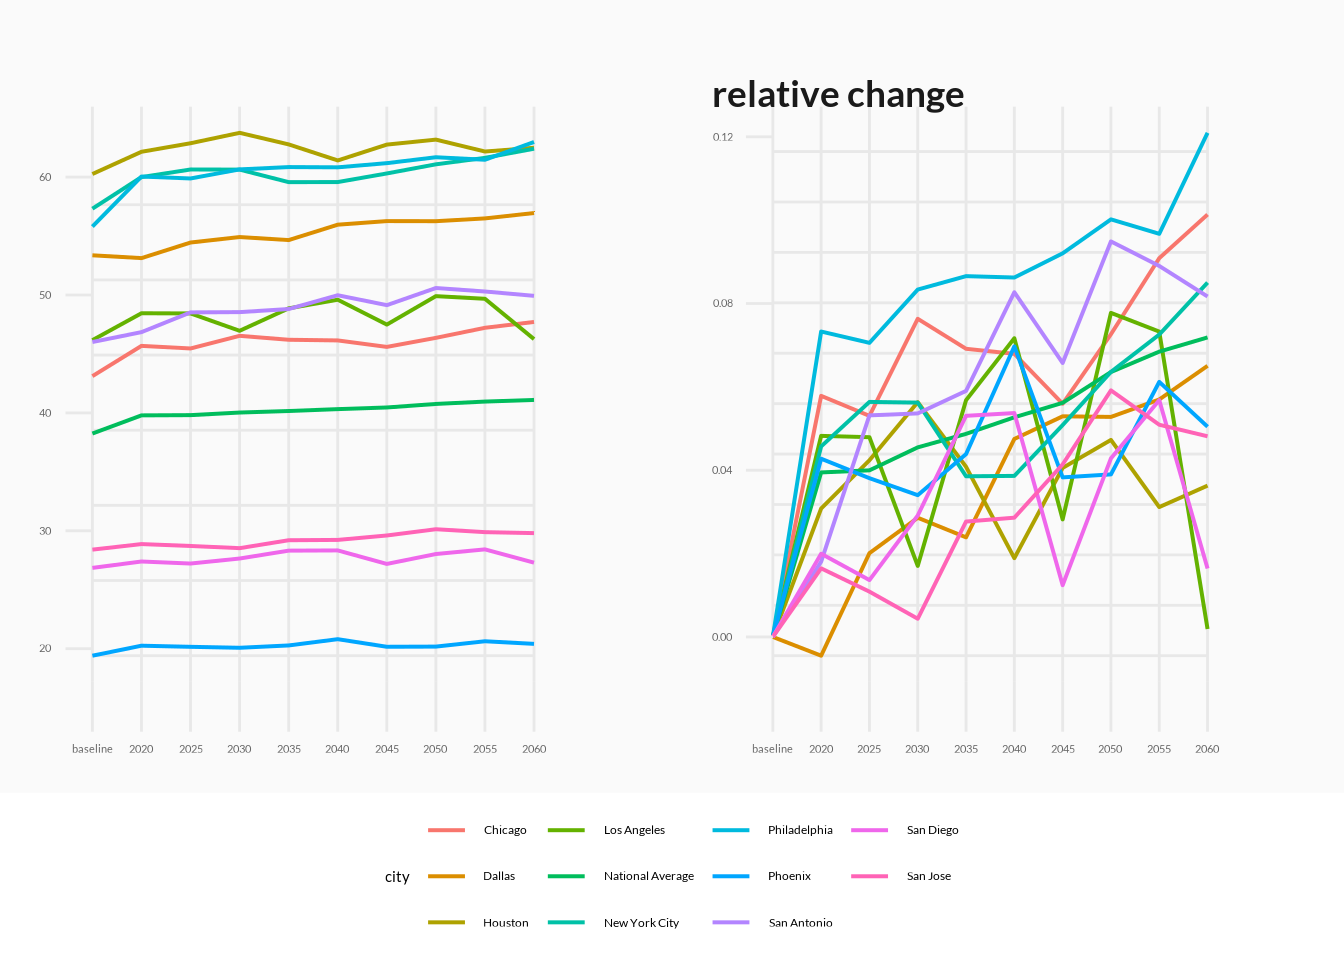 relative change
60
50
40
30
20
baseline 2020 2025 2030 2035 2040 2045 2050 2055 2060
0.12
0.08
0.04
0.00
baseline 2020 2025 2030 2035 2040 2045 2050 2055 2060
city
Chicago Los Angeles Philadelphia San Diego
Dallas National Average Phoenix San Jose
Houston New York City San Antonio